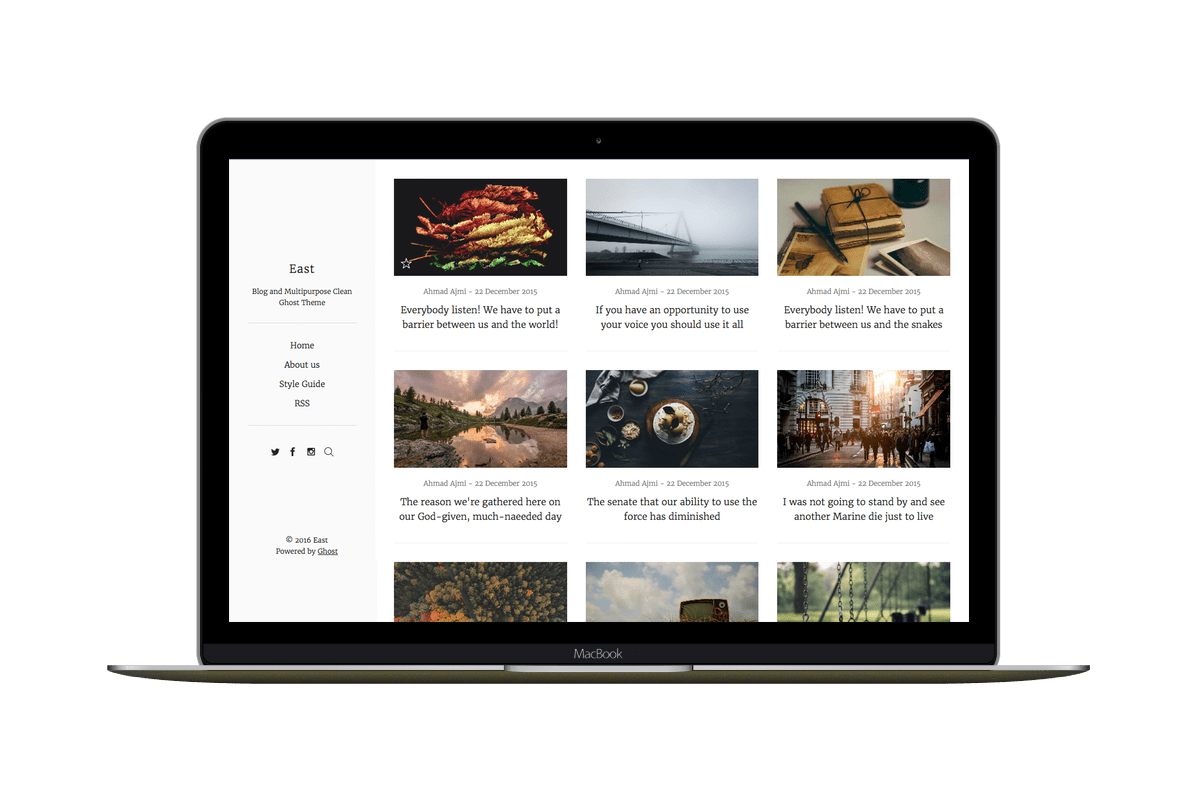 East
Blog and Multipurpose Clean
Ghost Theme
Home
About us
Style Guide
RSS
© 2016 East
Powered by Ghost
Ahmad Ajmi - 22 December 2015
Everybody listen! We have to put a
barrier between us and the world!
Ahmad Ajmi - 22 December 2015
If you have an opportunity to use
your voice you should use it all
Ahmad Ajmi - 22 December 2015
Everybody listen! We have to put a
barrier between us and the snakes
Ahmad Ajmi - 22 December 2015
The reason we're gathered here on
our God-given, much-naeeded day
Ahmad Ajmi - 22 December 2015
The senate that our ability to use the
force has diminished
Ahmad Ajmi - 22 December 2015
I was not going to stand by and see
another Marine die just to live
MacBook